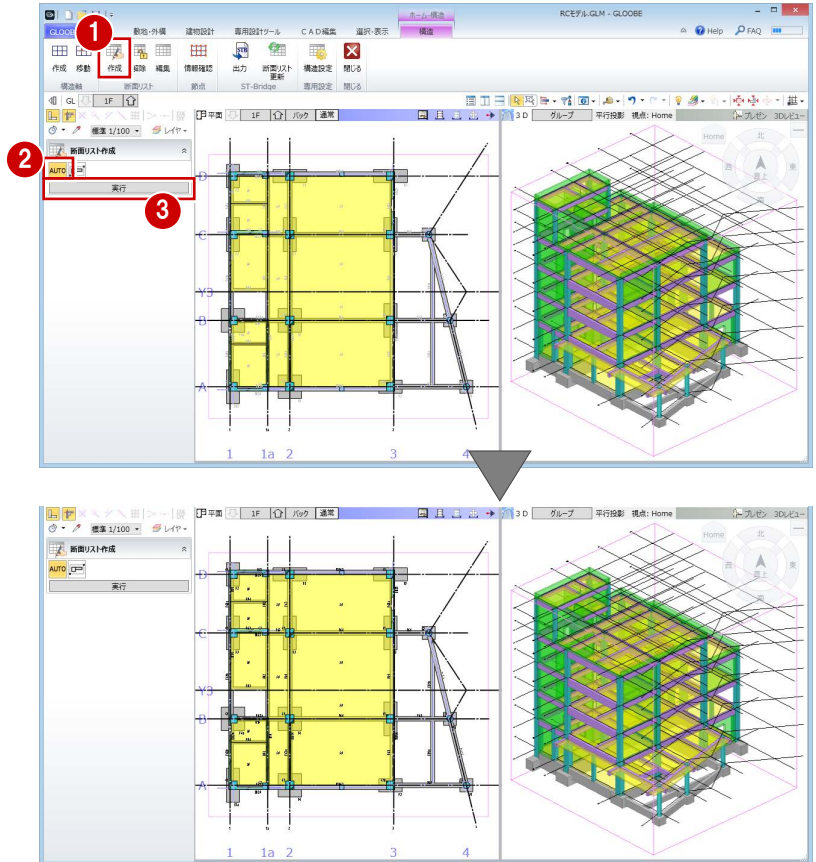 RCモデル.GLM - GLOOBE
ホーム-構造
GLOOBE 敷地・外構 建物設計 専用設計ツール CAD編集 選択・表示 構造 Help FAQ
1
作成 移動 作成 解除 編集 情報確認 出力 断面リスト更新 構造設定 閉じる
構造軸 断面リスト 節点 ST-Bridge 専用設定 閉じる
GL 1F
平面 1F バック 通常 3D グループ 平行投影 視点: Home プレゼン 3Dレビュー
標準 1/100 レイヤ
断面リスト作成
2
AUTO
実行
3
Home 北
西 東
真上
D
C
Y3
B
A
1 1a 2 3 4
平面 1F バック 通常 3D グループ 平行投影 視点: Home プレゼン 3Dレビュー
標準 1/100 レイヤ
断面リスト作成
AUTO
実行
Home 北
西 東
真上
南
D
C
Y3
B
A
1 1a 2 3 4